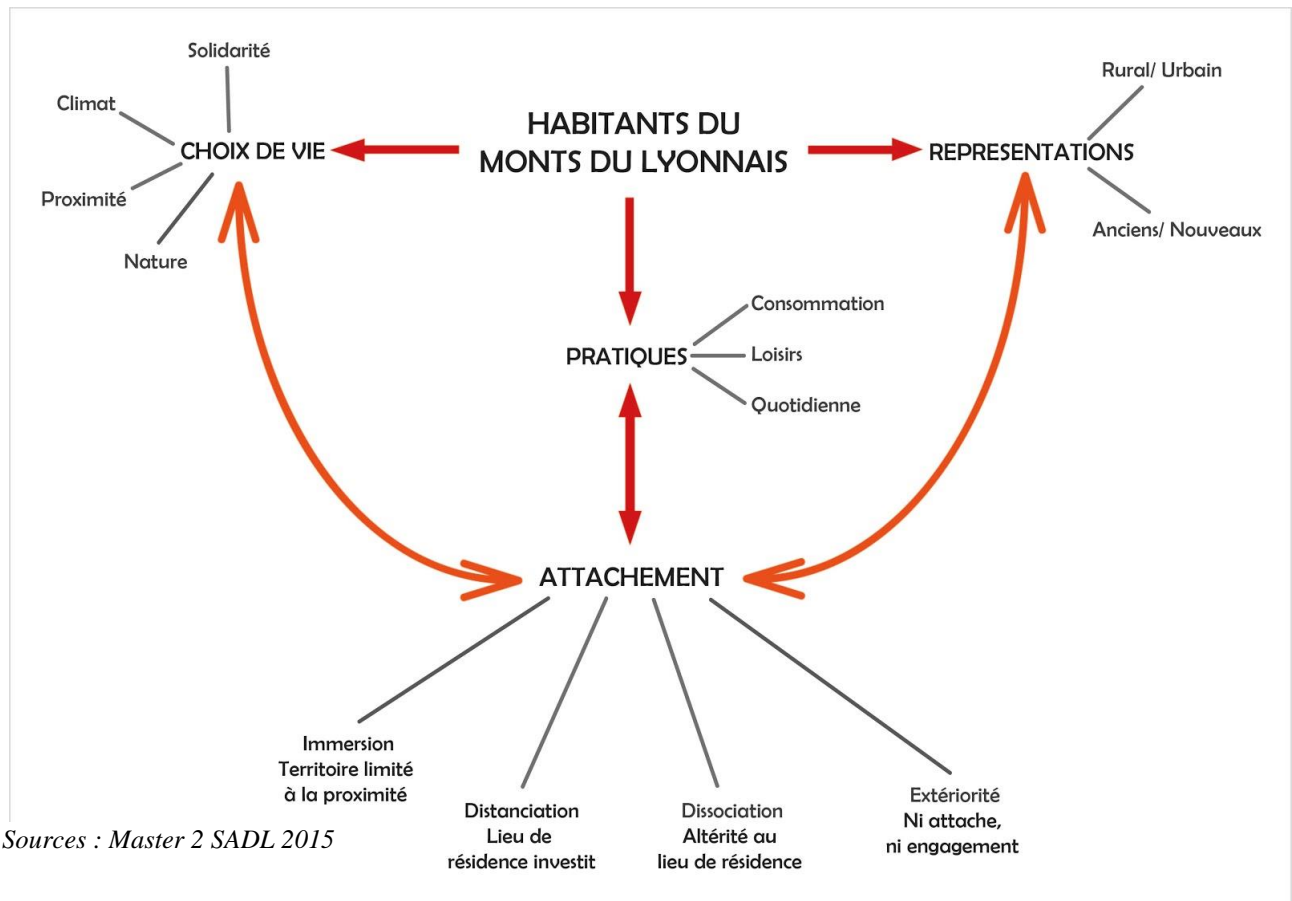 Solidarité
Climat
CHOIX DE VIE
Proximité
Nature
HABITANTS DU
MONTS DU LYONNAIS
Rural/ Urbain
REPRESENTATIONS
Anciens/ Nouveaux
PRATIQUES
Consommation
Loisirs
Quotidienne
ATTACHEMENT
Immersion
Territoire limité
à la proximité
Distanciation
Lieu de
résidence investit
Dissociation
Altérité au
lieu de résidence
Extériorité
Ni attache,
ni engagement
Sources : Master 2 SADL 2015